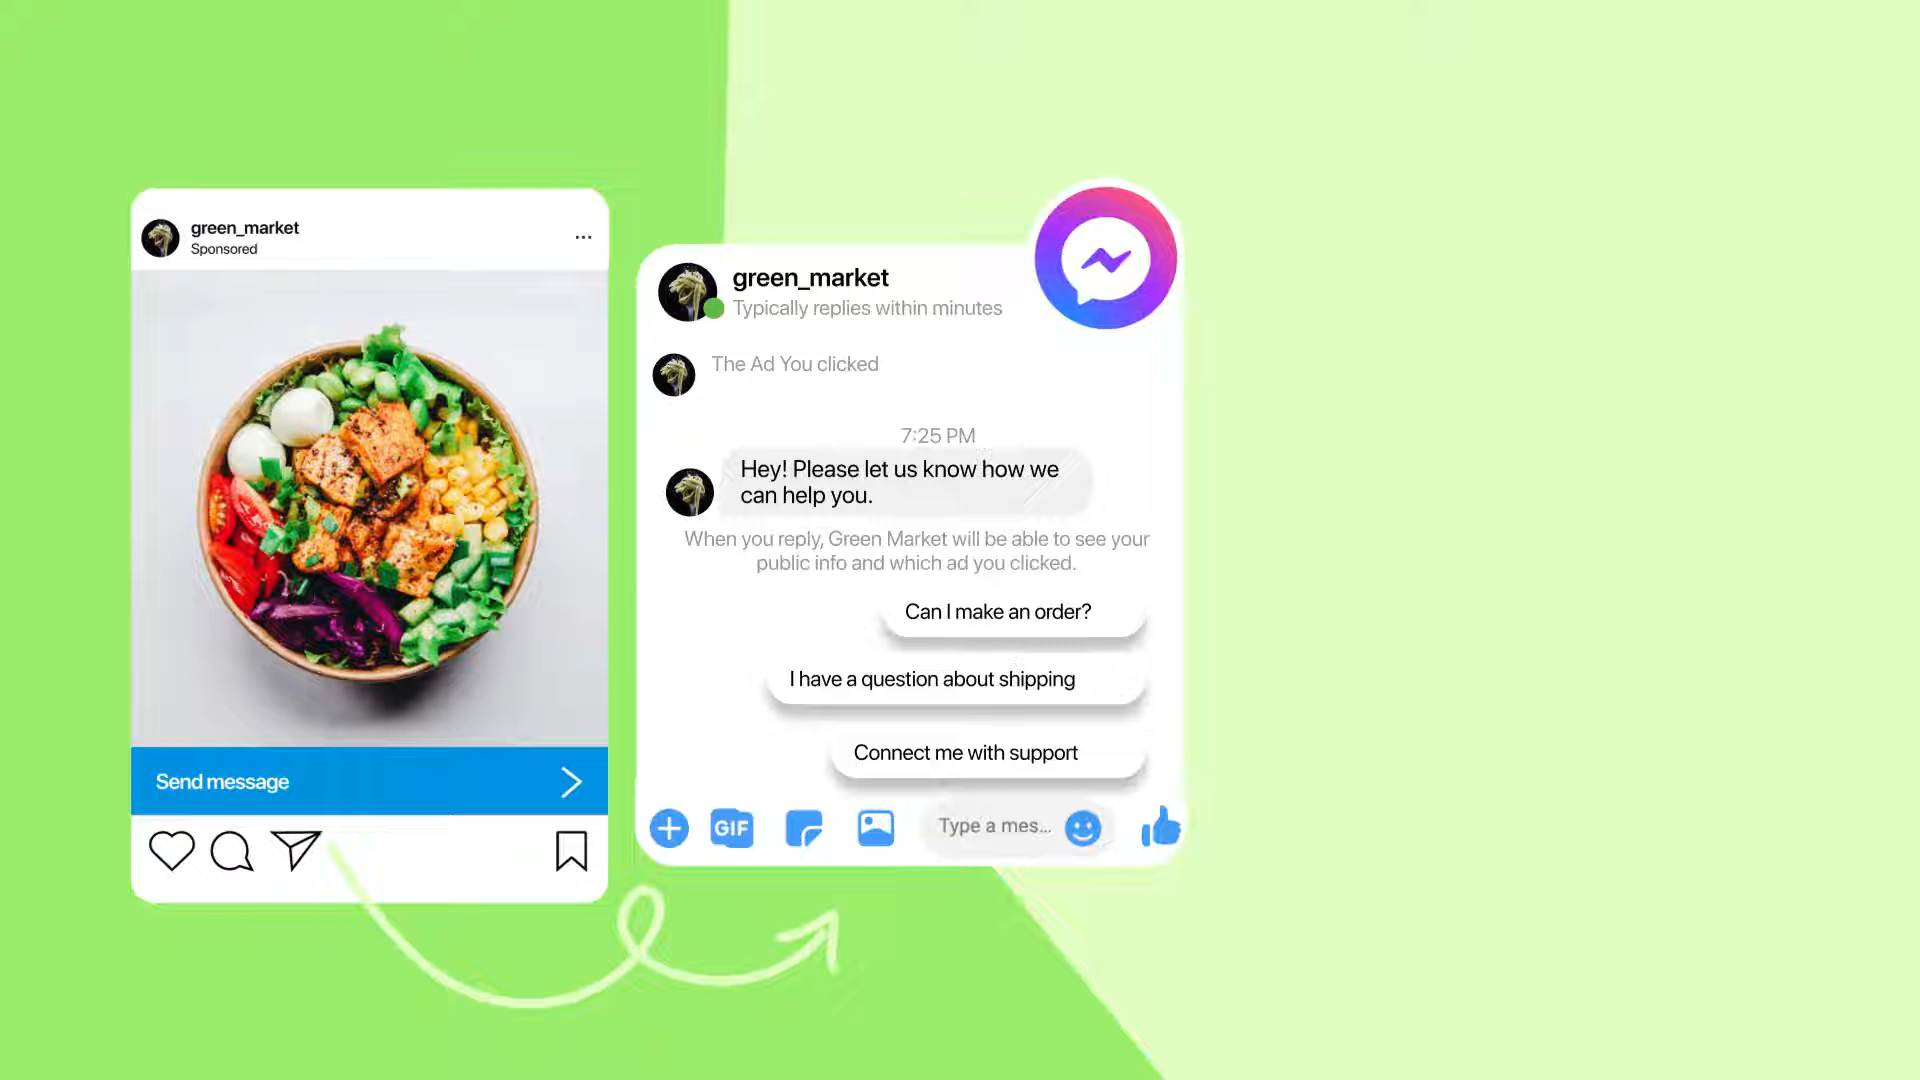 green_market
Sponsored
Send message
green_market
Typically replies within minutes
The Ad You clicked
7:25 PM
Hey! Please let us know how we
can help you.
When you reply, Green Market will be able to see your
public info and which ad you clicked.
Can I make an order?
I have a question about shipping
Connect me with support
GIF
Type a mes...